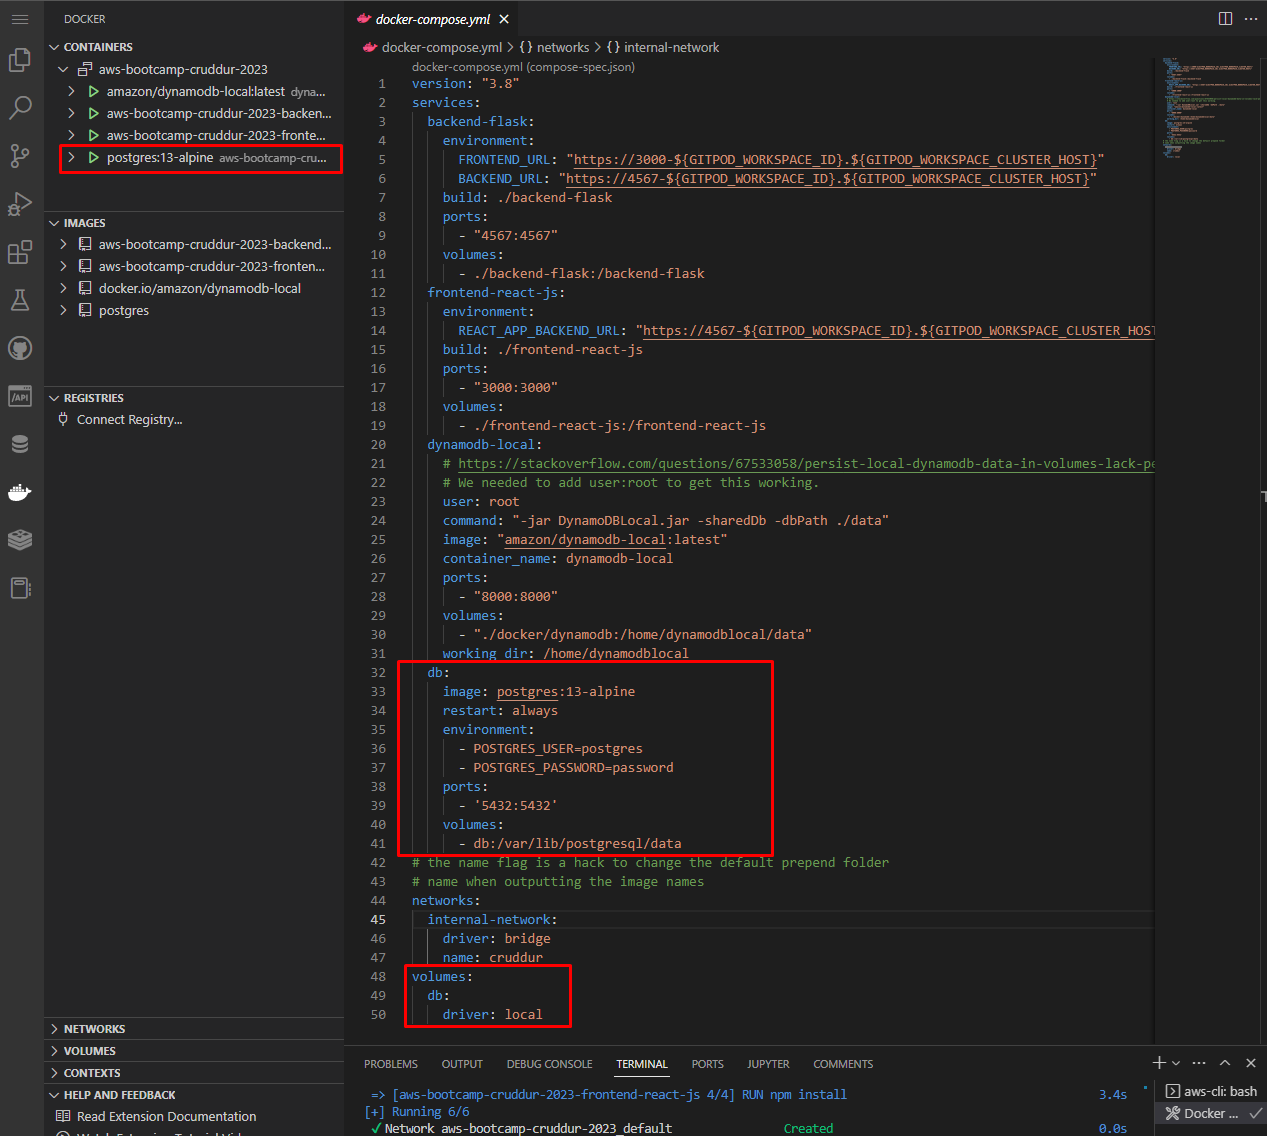 DOCKER
CONTAINERS
aws-bootcamp-cruddur-2023
amazon/dynamodb-local:latest dyna...
aws-bootcamp-cruddur-2023-backen...
aws-bootcamp-cruddur-2023-fronte...
postgres:13-alpine aws-bootcamp-cru...
IMAGES
aws-bootcamp-cruddur-2023-backend...
aws-bootcamp-cruddur-2023-fronten...
docker.io/amazon/dynamodb-local
postgres
REGISTRIES
Connect Registry...
NETWORKS
VOLUMES
CONTEXTS
HELP AND FEEDBACK
Read Extension Documentation
docker-compose.yml
docker-compose.yml > {} networks > {} internal-network
docker-compose.yml (compose-spec.json)
1 version: "3.8"
2 services:
3 backend-flask:
4 environment:
5 FRONTEND_URL: "https://3000-${GITPOD_WORKSPACE_ID}.${GITPOD_WORKSPACE_CLUSTER_HOST}"
6 BACKEND_URL: "https://4567-${GITPOD_WORKSPACE_ID}.${GITPOD_WORKSPACE_CLUSTER_HOST}"
7 build: ./backend-flask
8 ports:
9 - "4567:4567"
10 volumes:
11 - ./backend-flask:/backend-flask
12 frontend-react-js:
13 environment:
14 REACT_APP_BACKEND_URL: "https://4567-${GITPOD_WORKSPACE_ID}.${GITPOD_WORKSPACE_CLUSTER_HOST
15 build: ./frontend-react-js
16 ports:
17 - "3000:3000"
18 volumes:
19 - ./frontend-react-js:/frontend-react-js
20 dynamodb-local:
21 # https://stackoverflow.com/questions/67533058/persist-local-dynamodb-data-in-volumes-lack-pe
22 # We needed to add user:root to get this working.
23 user: root
24 command: "-jar DynamoDBLocal.jar -sharedDb -dbPath ./data"
25 image: "amazon/dynamodb-local:latest"
26 container_name: dynamodb-local
27 ports:
28 - "8000:8000"
29 volumes:
30 - "./docker/dynamodb:/home/dynamodblocal/data"
31 working_dir: /home/dynamodblocal
32 db:
33 image: postgres:13-alpine
34 restart: always
35 environment:
36 - POSTGRES_USER=postgres
37 - POSTGRES_PASSWORD=password
38 ports:
39 - '5432:5432'
40 volumes:
41 - db:/var/lib/postgresql/data
42 # the name flag is a hack to change the default prepend folder
43 # name when outputting the image names
44 networks:
45 internal-network:
46 driver: bridge
47 name: cruddur
48 volumes:
49 db:
50 driver: local
PROBLEMS OUTPUT DEBUG CONSOLE TERMINAL PORTS JUPYTER COMMENTS
=> [aws-bootcamp-cruddur-2023-frontend-react-js 4/4] RUN npm install 3.4s
[+] Running 6/6
✓ Network aws-bootcamp-cruddur-2023_default Created 0.0s
aws-cli: bash
Docker ...